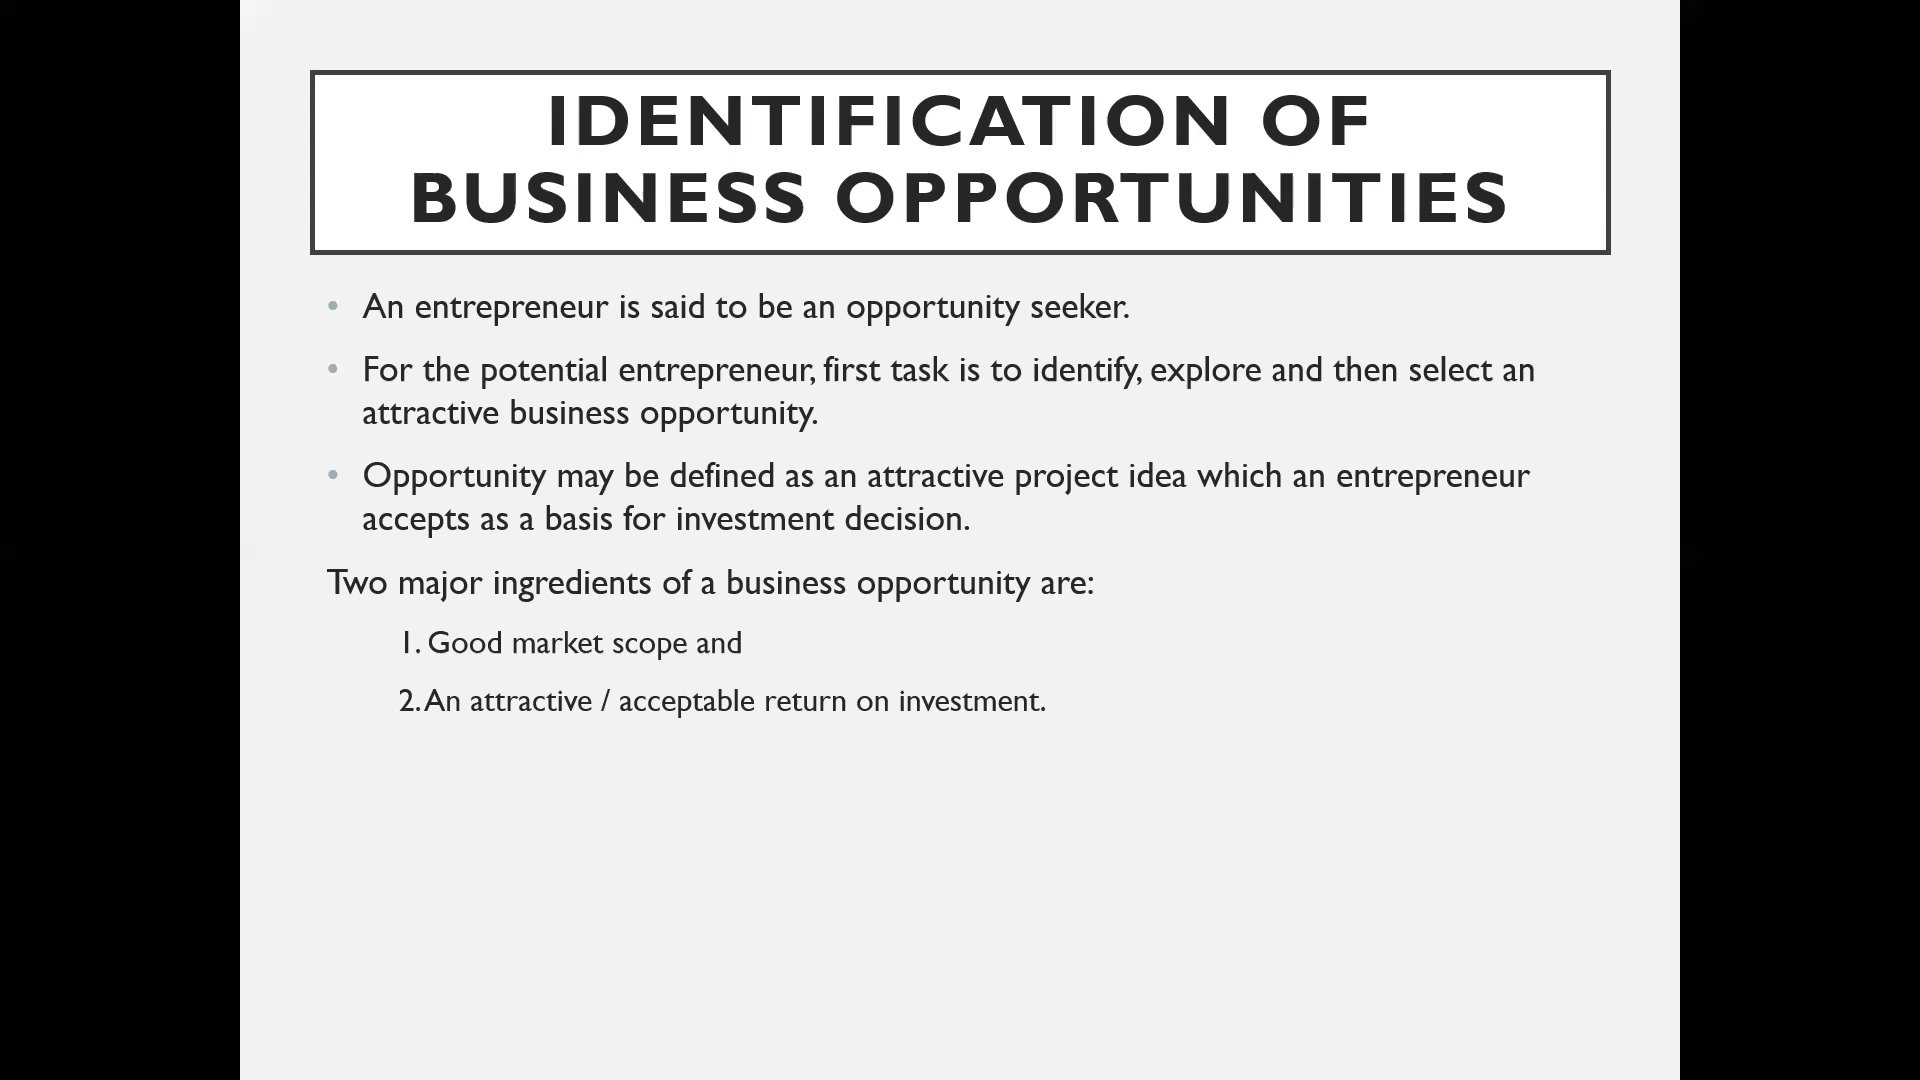 IDENTIFICATION OF
BUSINESS OPPORTUNITIES
• An entrepreneur is said to be an opportunity seeker.
• For the potential entrepreneur, first task is to identify, explore and then select an
attractive business opportunity.
• Opportunity may be defined as an attractive project idea which an entrepreneur
accepts as a basis for investment decision.
Two major ingredients of a business opportunity are:
1. Good market scope and
2. An attractive / acceptable return on investment.